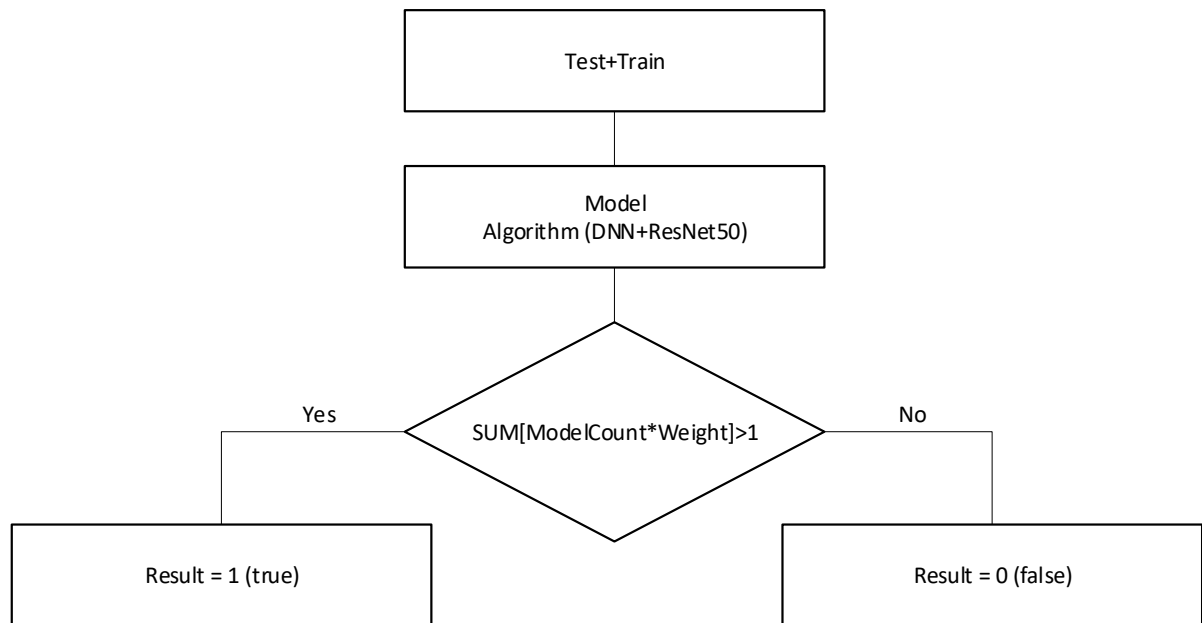 Test+Train
Model
Algorithm (DNN+ResNet50)
Yes
No
SUM[ModelCount*Weight]>1
Result = 1 (true)
Result = 0 (false)